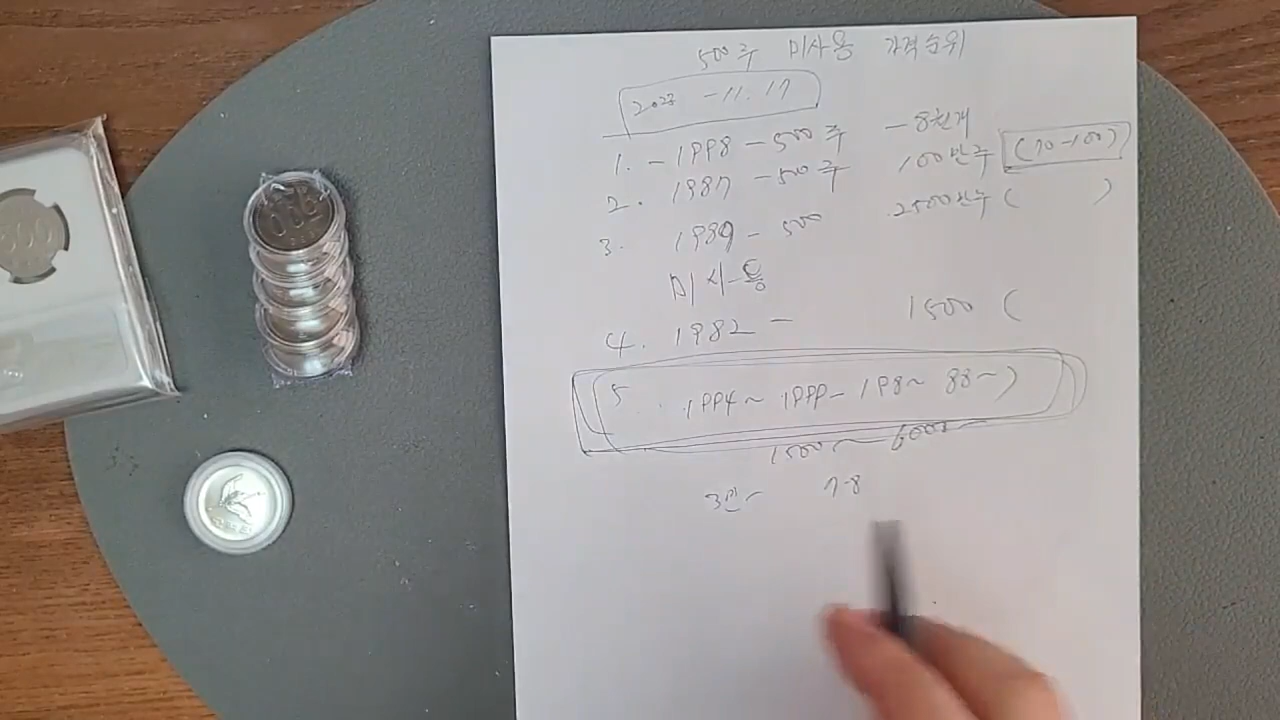 500주 미사용 가격순위
2023 -11.17
1. -1998 -500주 -8천개
2. 1987 -500주 100만주 (70-100)
3. 1989 - 500 2500만주 ( )
미사용
4. 1982 - 1500 (
5 . 1994~ 1999- 198~ 88~)
1500~ 6000~
3만~ 7-8
500
500